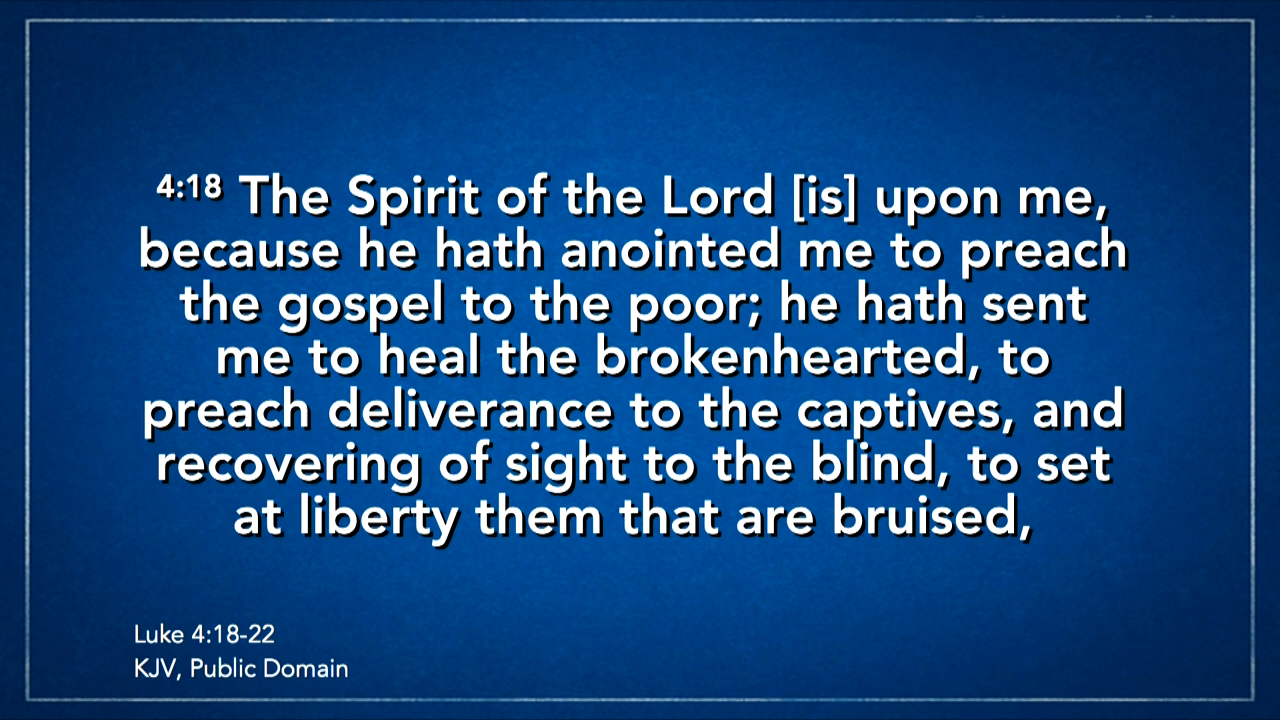 4:18 The Spirit of the Lord [is] upon me,
because he hath anointed me to preach
the gospel to the poor; he hath sent
me to heal the brokenhearted, to
preach deliverance to the captives, and
recovering of sight to the blind, to set
at liberty them that are bruised,
Luke 4:18-22
KJV, Public Domain